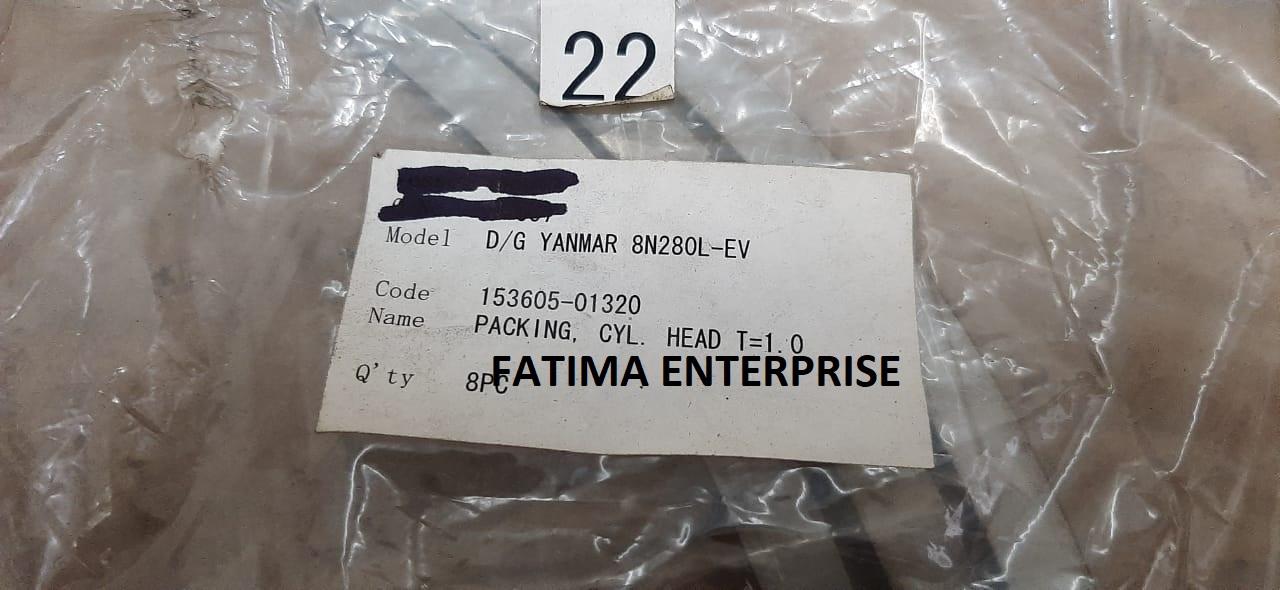 22
Model D/G YANMAR 8N280L-EV
Code 153605-01320
Name PACKING, CYL. HEAD T=1.0
Q'ty 8PC
FATIMA ENTERPRISE